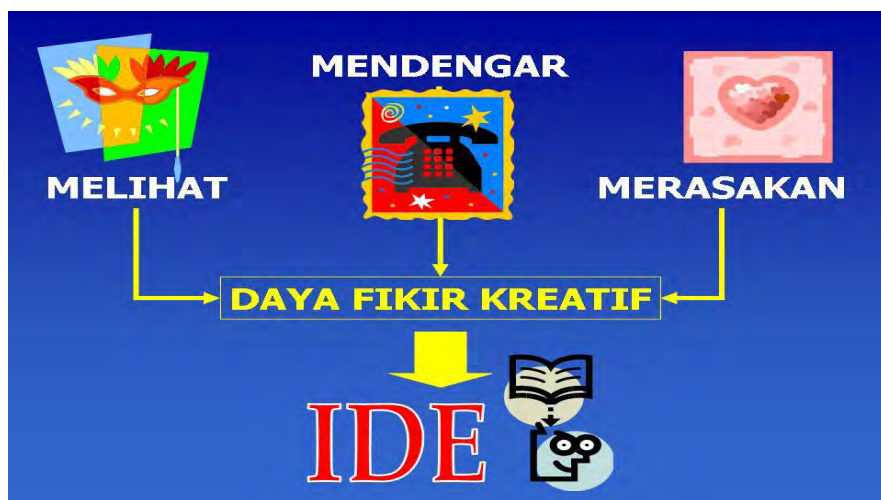 MENDENGAR
MELIHAT
MERASAKAN
DAYA FIKIR KREATIF
IDE